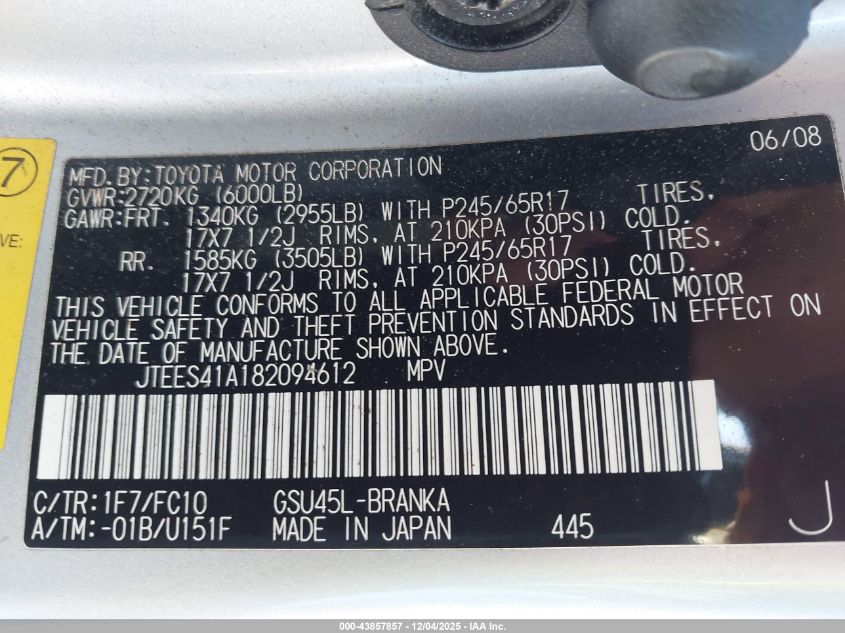 7
VE:
06/08
MFD. BY: TOYOTA MOTOR CORPORATION
GVWR:2720KG (6000LB)
GAWR:FRT. 1340KG (2955LB) WITH P245/65R17 TIRES,
17X7 1/2J RIMS, AT 210KPA (30PSI) COLD.
RR. 1585KG (3505LB) WITH P245/65R17 TIRES,
17X7 1/2J RIMS, AT 210KPA (30PSI) COLD.
THIS VEHICLE CONFORMS TO ALL APPLICABLE FEDERAL MOTOR
VEHICLE SAFETY AND THEFT PREVENTION STANDARDS IN EFFECT ON
THE DATE OF MANUFACTURE SHOWN ABOVE.
JTEES41A182094612 MPV
C/TR:1F7/FC10 GSU45L-BRANKA
A/TM:-01B/U151F MADE IN JAPAN 445 J
000-43857857 - 12/04/2025 - IAA Inc.